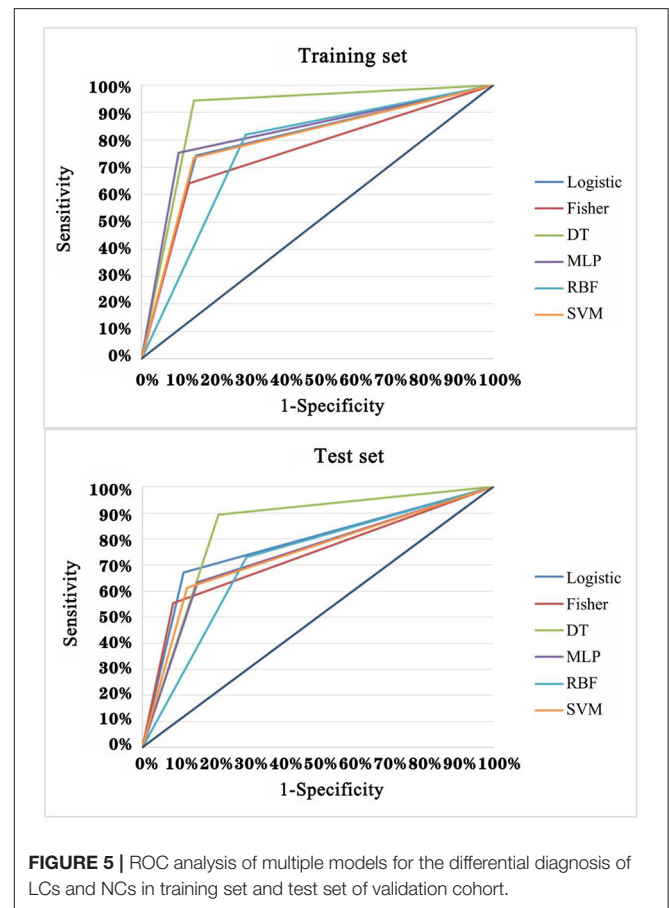 Training set
100%
90%
80%
70%
60%
50%
40%
30%
20%
10%
0%
Sensitivity
0% 10% 20% 30% 40% 50% 60% 70% 80% 90% 100%
1-Specificity
Logistic
Fisher
DT
MLP
RBF
SVM
Test set
100%
90%
80%
70%
60%
50%
40%
30%
20%
10%
0%
Sensitivity
0% 10% 20% 30% 40% 50% 60% 70% 80% 90% 100%
1-Specificity
Logistic
Fisher
DT
MLP
RBF
SVM
FIGURE 5 | ROC analysis of multiple models for the differential diagnosis of
LCs and NCs in training set and test set of validation cohort.